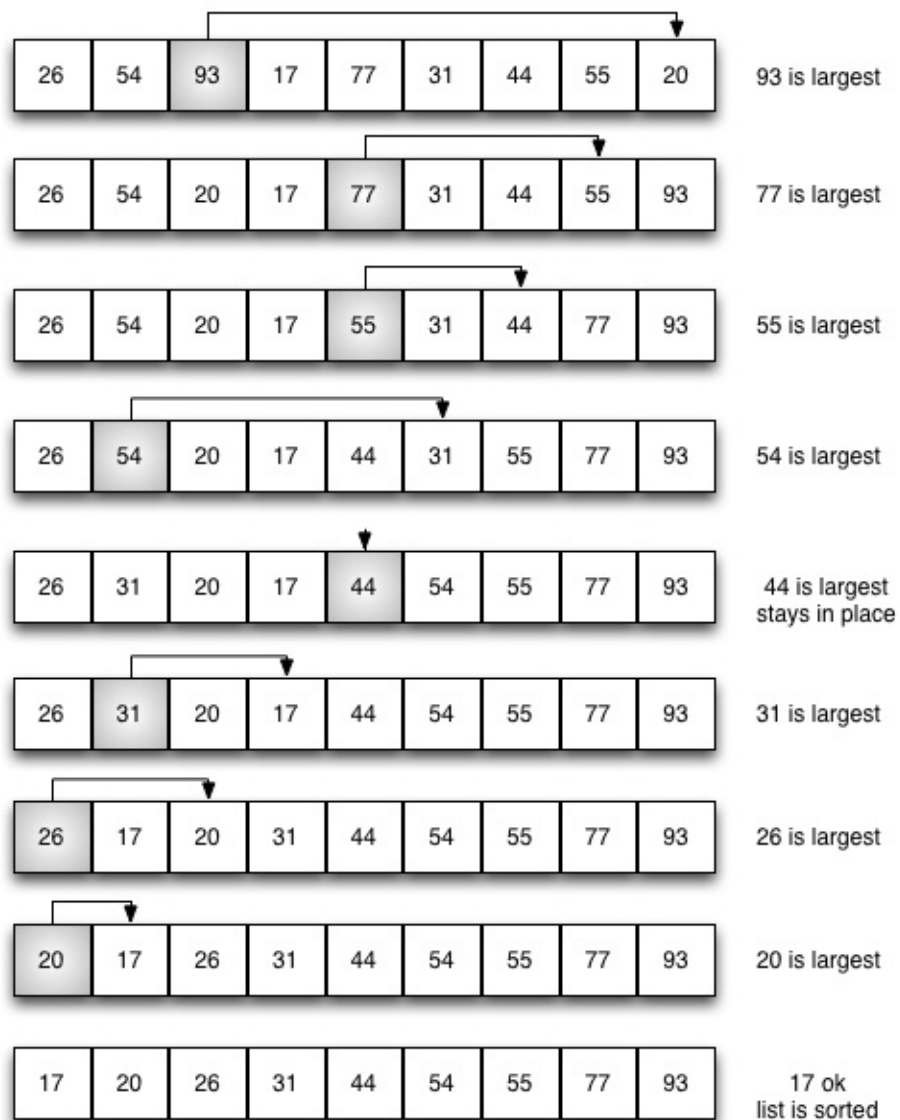 26 54 93 17 77 31 44 55 20 93 is largest
26 54 20 17 77 31 44 55 93 77 is largest
26 54 20 17 55 31 44 77 93 55 is largest
26 54 20 17 44 31 55 77 93 54 is largest
26 31 20 17 44 54 55 77 93 44 is largest
stays in place
26 31 20 17 44 54 55 77 93 31 is largest
26 17 20 31 44 54 55 77 93 26 is largest
20 17 26 31 44 54 55 77 93 20 is largest
17 20 26 31 44 54 55 77 93 17 ok
list is sorted